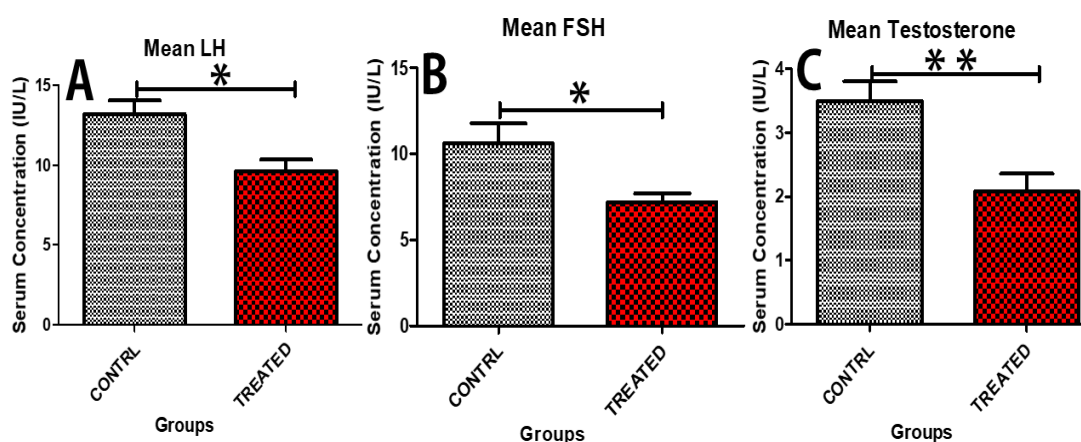 A
Mean LH
*
Serum Concentration (IU/L)
15
10
5
0
CONTRL
TREATED
Groups
B
Mean FSH
*
Serum Concentration (IU/L)
15
10
5
0
CONTRL
TREATED
Groups
C
Mean Testosterone
* *
Serum Concentration (IU/L)
4
3
2
1
0
CONTRL
TREATED
Groups